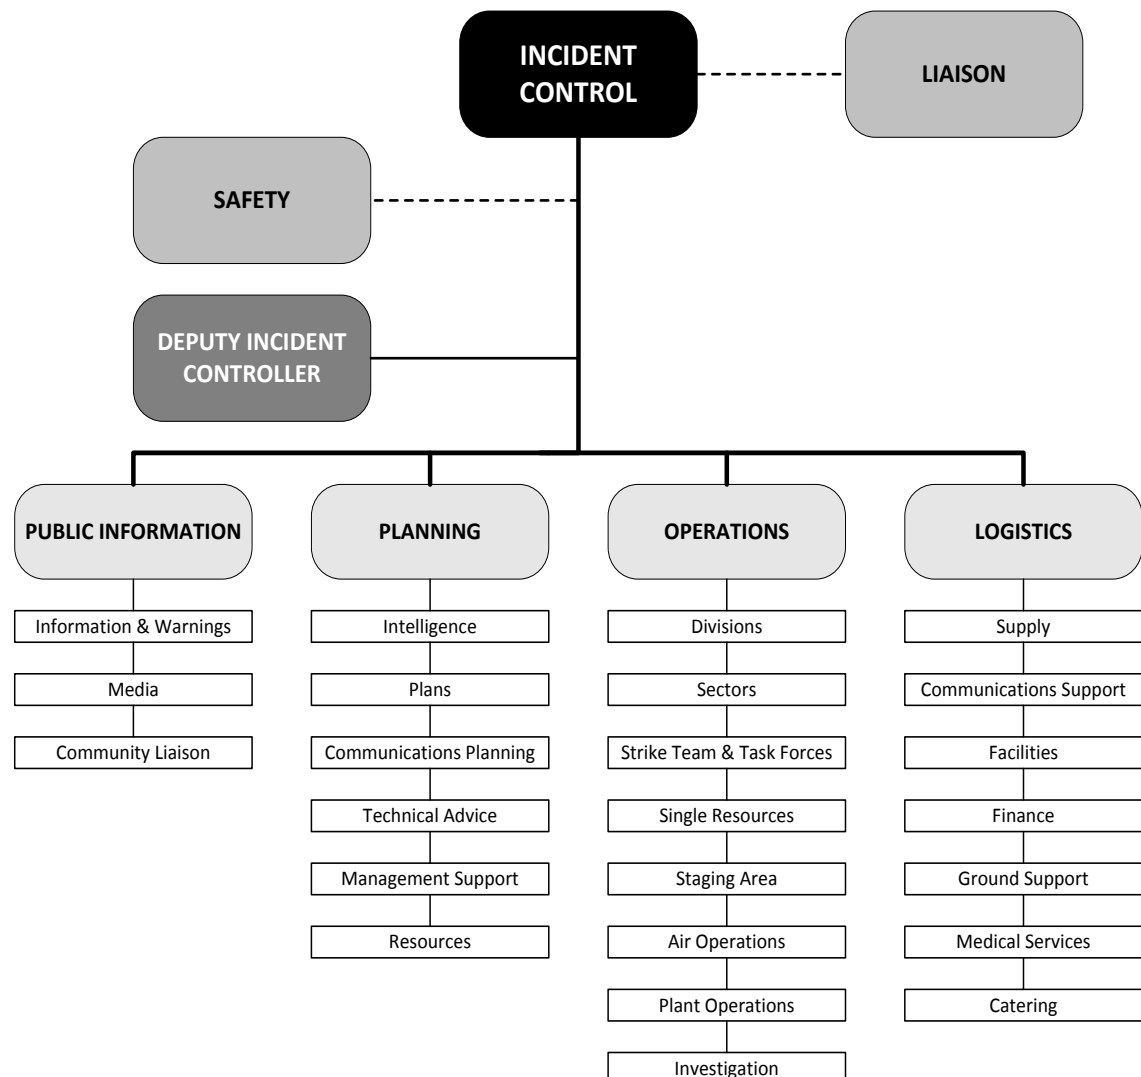 INCIDENT
CONTROL
LIAISON
SAFETY
DEPUTY INCIDENT
CONTROLLER
PUBLIC INFORMATION
PLANNING
OPERATIONS
LOGISTICS
Information & Warnings
Media
Community Liaison
Intelligence
Plans
Communications Planning
Technical Advice
Management Support
Resources
Divisions
Sectors
Strike Team & Task Forces
Single Resources
Staging Area
Air Operations
Plant Operations
Investigation
Supply
Communications Support
Facilities
Finance
Ground Support
Medical Services
Catering